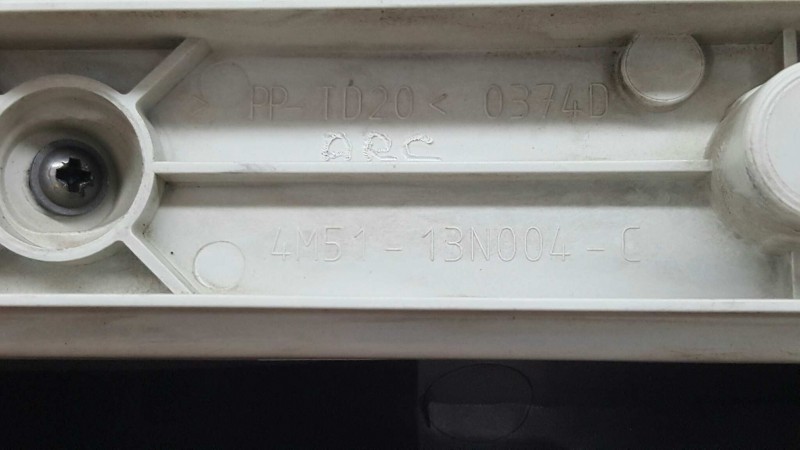 > PP-TD20 < 0374D
ARC
4M51-13N004-C